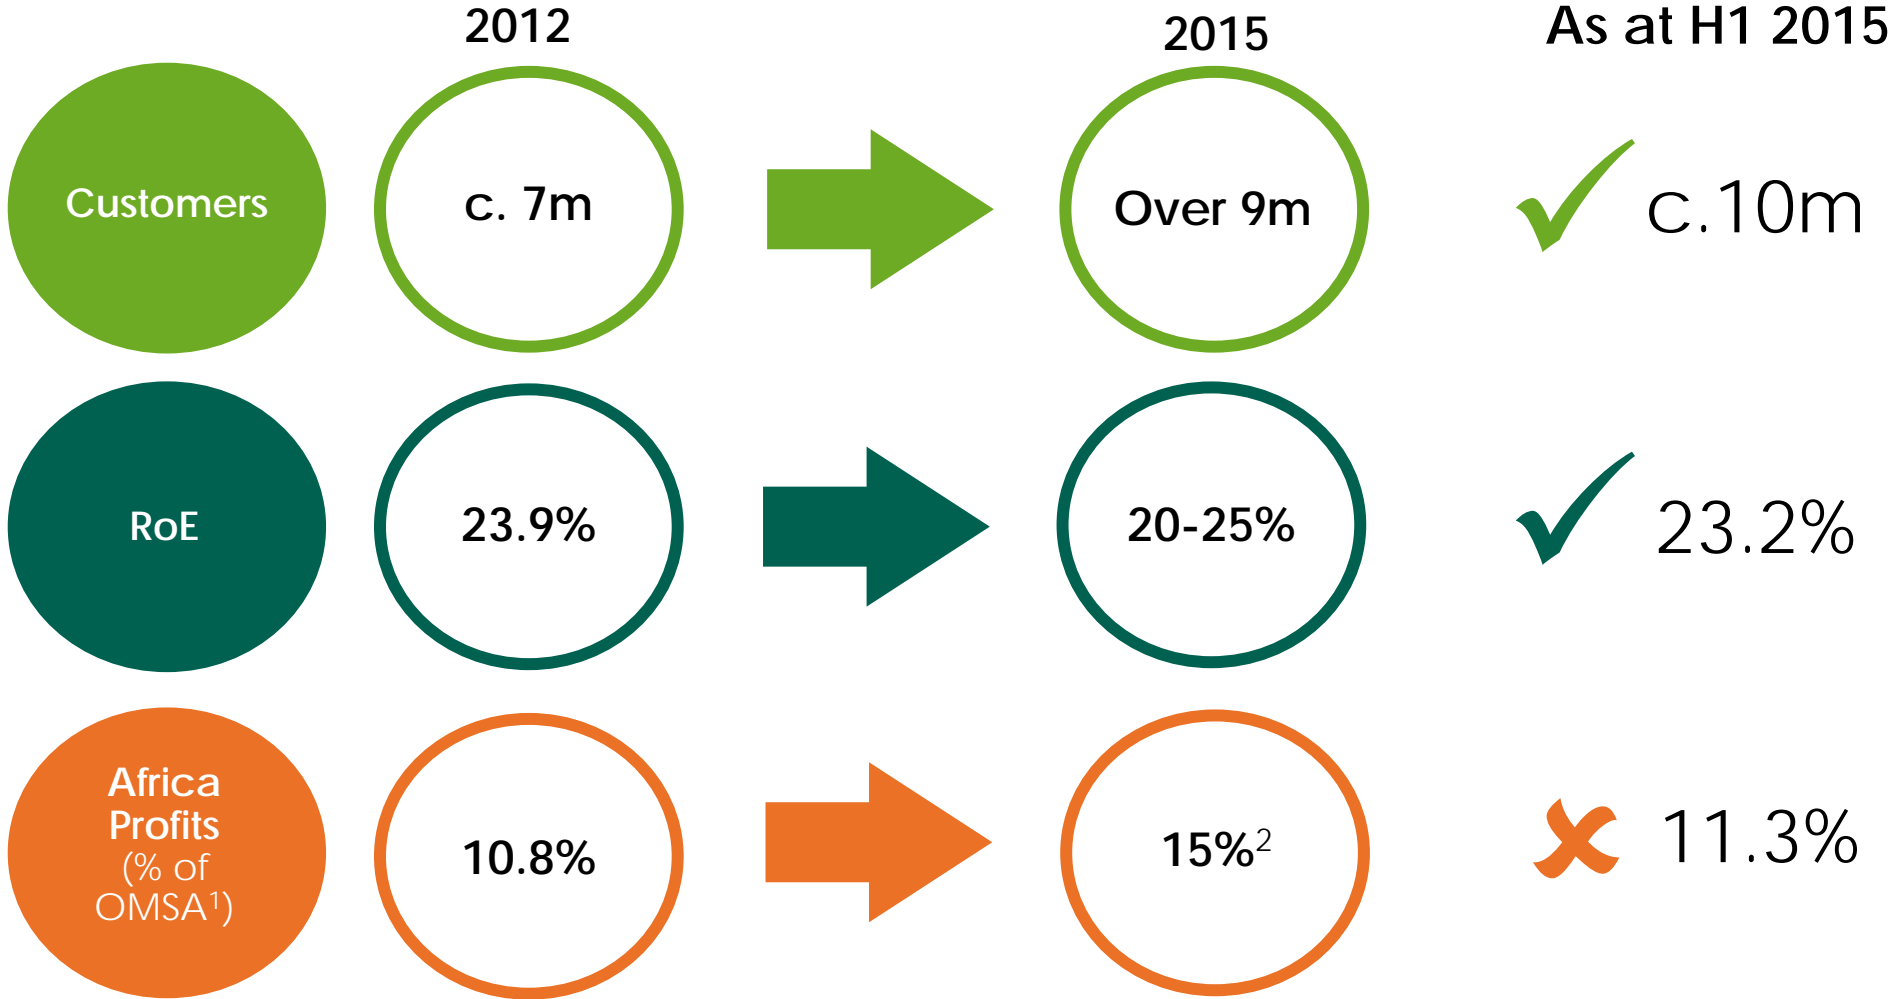 2012
2015
As at H1 2015
Customers
c. 7m
Over 9m
c.10m
RoE
23.9%
20-25%
23.2%
Africa
Profits
(% of
OMSA¹)
10.8%
15%²
11.3%